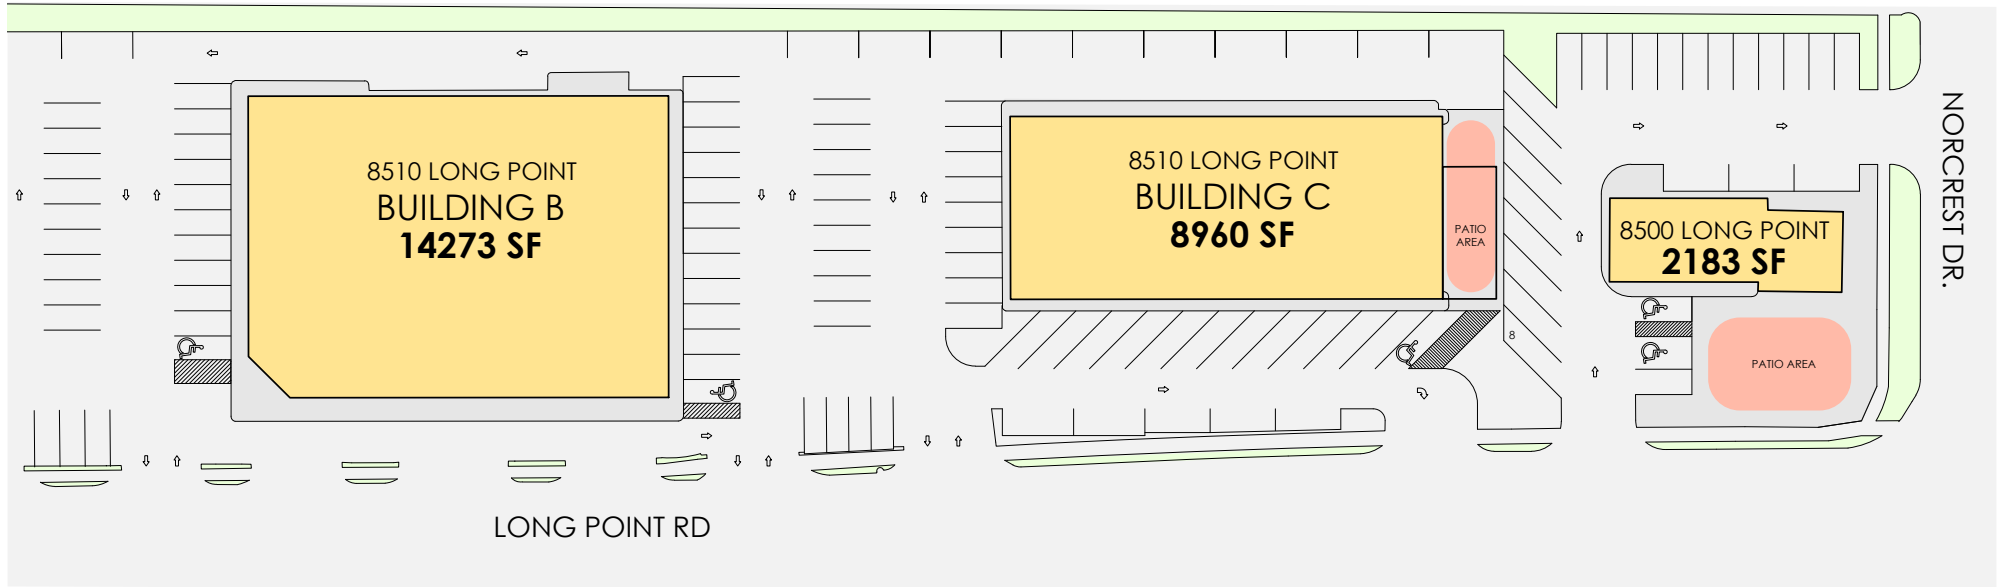 8510 LONG POINT
BUILDING B
14273 SF
8510 LONG POINT
BUILDING C
8960 SF
PATIO
AREA
8
8500 LONG POINT
2183 SF
PATIO AREA
NORCREST DR.
LONG POINT RD